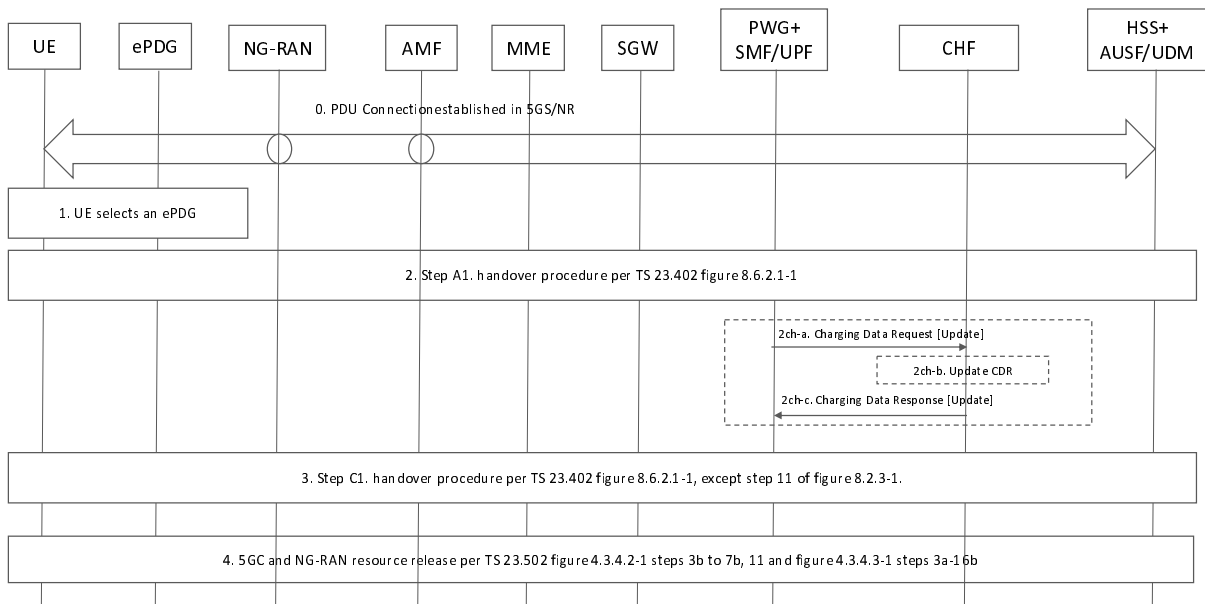 UE
ePDG
NG-RAN
AMF
MME
SGW
PWG+
SMF/UPF
CHF
HSS+
AUSF/UDM
0. PDU Connectionestablished in 5GS/NR
1. UE selects an ePDG
2. Step A1. handover procedure per TS 23.402 figure 8.6.2.1-1
2ch-a. Charging Data Request [Update]
2ch-b. Update CDR
2ch-c. Charging Data Response [Update]
3. Step C1. handover procedure per TS 23.402 figure 8.6.2.1-1, except step 11 of figure 8.2.3-1.
4. 5GC and NG-RAN resource release per TS 23.502 figure 4.3.4.2-1 steps 3b to 7b, 11 and figure 4.3.4.3-1 steps 3a-16b